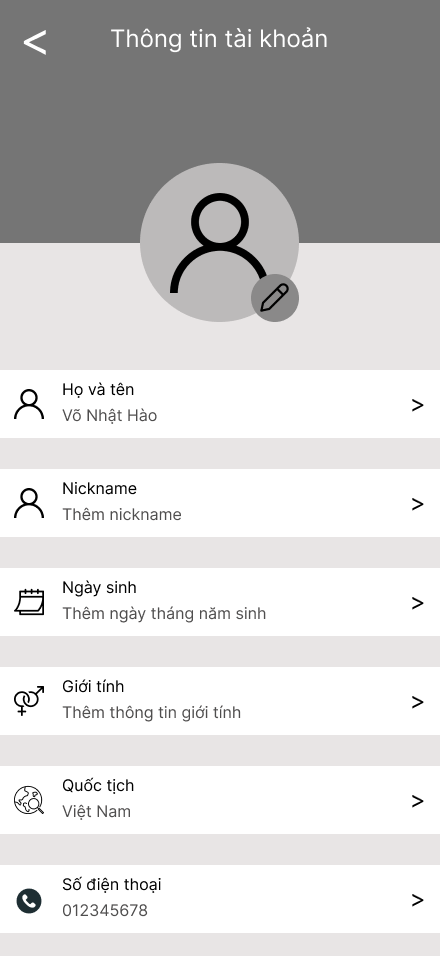 Thông tin tài khoản
Họ và tên
Võ Nhật Hào
Nickname
Thêm nickname
Ngày sinh
Thêm ngày tháng năm sinh
Giới tính
Thêm thông tin giới tính
Quốc tịch
Việt Nam
Số điện thoại
012345678